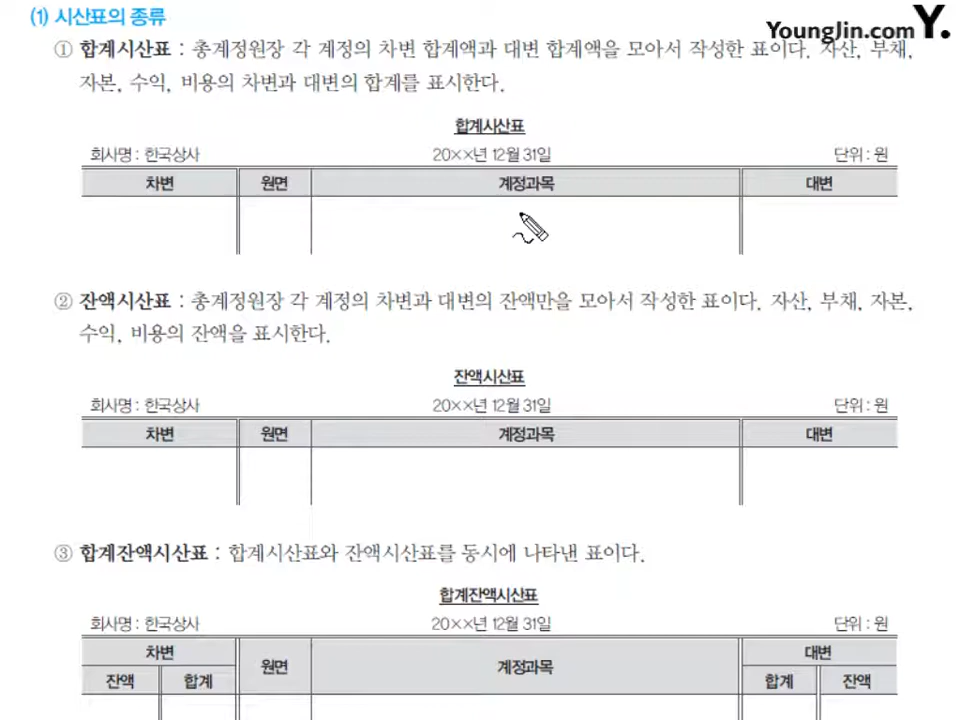 (1) 시산표의 종류
YoungJin.com Y.
① 합계시산표 : 총계정원장 각 계정의 차변 합계액과 대변 합계액을 모아서 작성한 표이다. 자산, 부채,
자본, 수익, 비용의 차변과 대변의 합계를 표시한다.
합계시산표
회사명 : 한국상사 20××년 12월 31일 단위 : 원
차변 원면 계정과목 대변
② 잔액시산표 : 총계정원장 각 계정의 차변과 대변의 잔액만을 모아서 작성한 표이다. 자산, 부채, 자본,
수익, 비용의 잔액을 표시한다.
잔액시산표
회사명 : 한국상사 20××년 12월 31일 단위 : 원
차변 원면 계정과목 대변
③ 합계잔액시산표 : 합계시산표와 잔액시산표를 동시에 나타낸 표이다.
합계잔액시산표
회사명 : 한국상사 20××년 12월 31일 단위 : 원
차변 원면 계정과목 대변
잔액 합계 합계 잔액